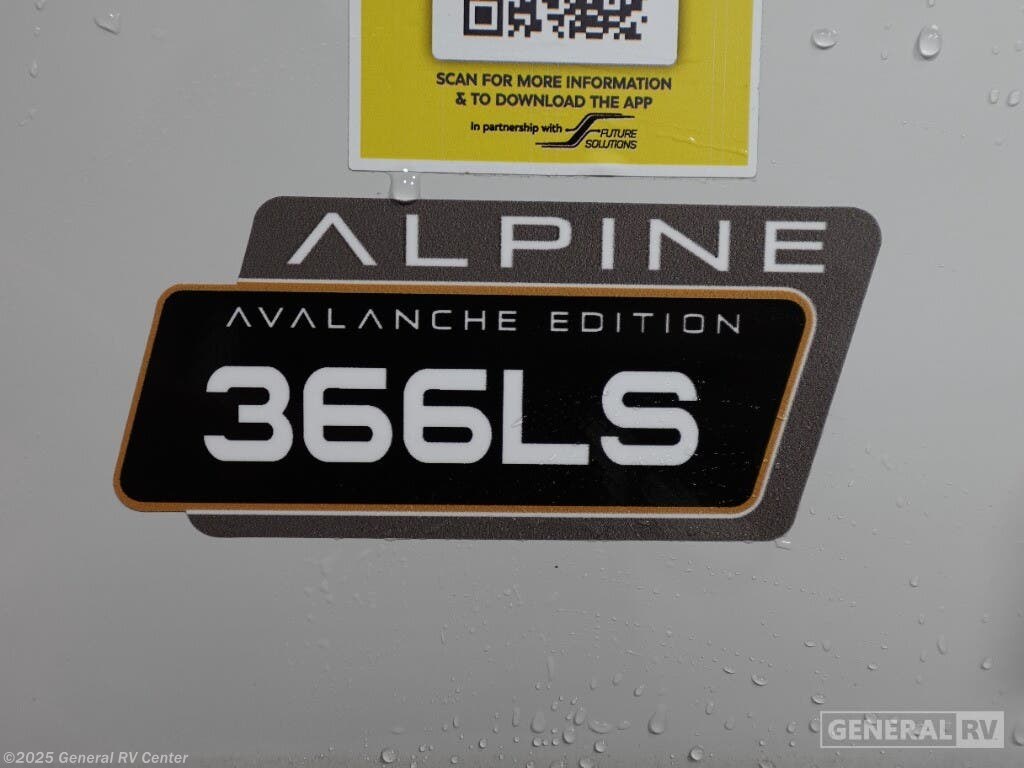 SCAN FOR MORE INFORMATION
& TO DOWNLOAD THE APP
In partnership with FUTURE
SOLUTIONS
ALPINE
AVALANCHE EDITION
366LS
GENERAL RV
©2025 General RV Center